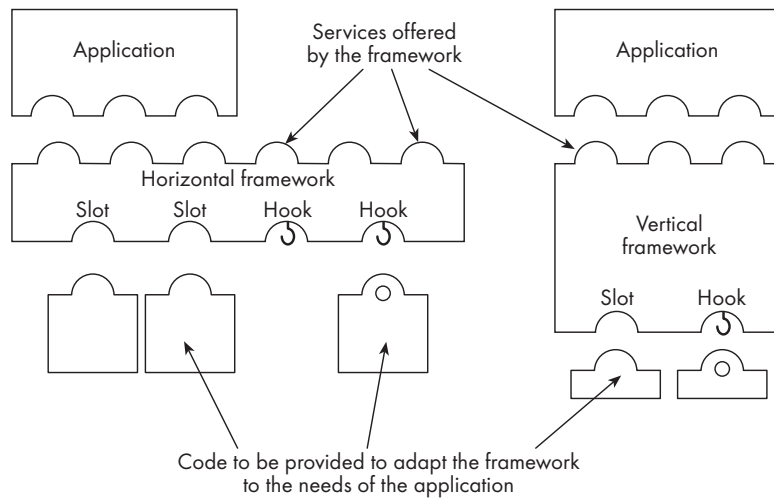 Application
Services offered
by the framework
Application
Horizontal framework
Slot
Slot
Hook
Hook
Vertical
framework
Slot
Hook
Code to be provided to adapt the framework
to the needs of the application